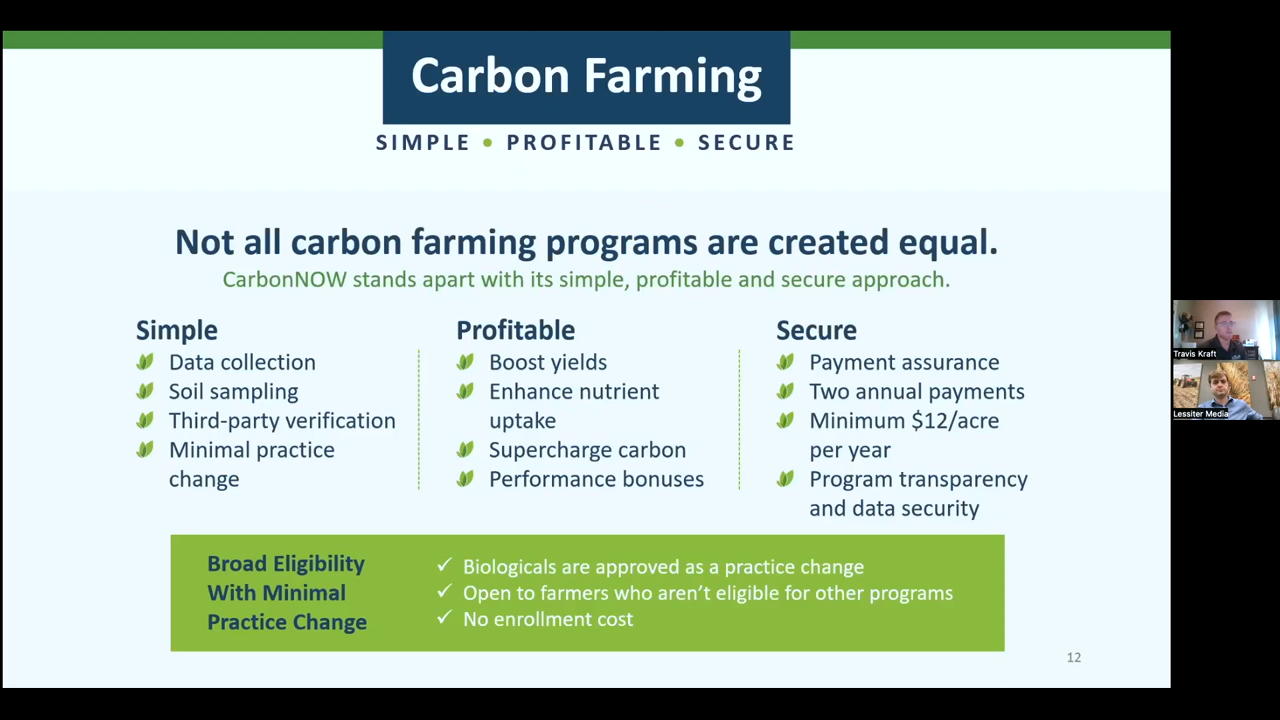 Carbon Farming
SIMPLE • PROFITABLE • SECURE
Not all carbon farming programs are created equal.
CarbonNOW stands apart with its simple, profitable and secure approach.
Simple
Data collection
Soil sampling
Third-party verification
Minimal practice
change
Profitable
Boost yields
Enhance nutrient
uptake
Supercharge carbon
Performance bonuses
Secure
Payment assurance
Two annual payments
Minimum $12/acre
per year
Program transparency
and data security
Broad Eligibility
With Minimal
Practice Change
✓ Biologicals are approved as a practice change
✓ Open to farmers who aren’t eligible for other programs
✓ No enrollment cost
12
Travis Kraft
Lessiter Media